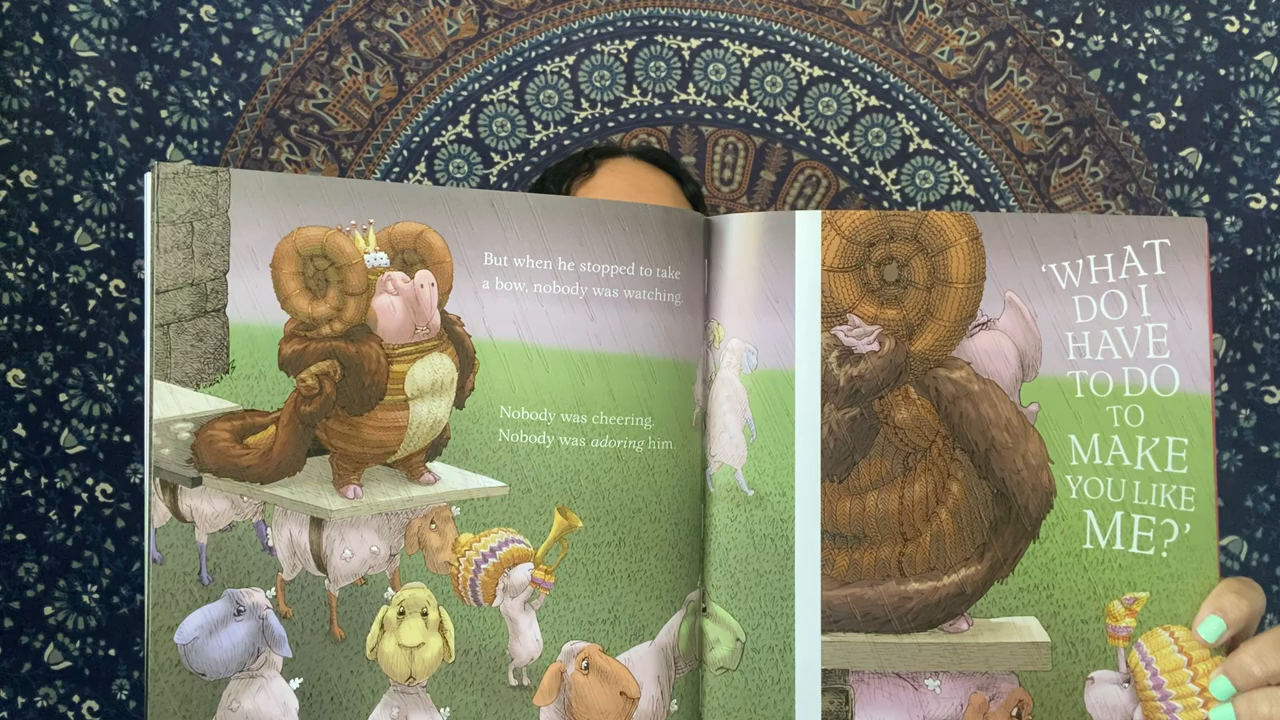 But when he stopped to take
a bow, nobody was watching.
Nobody was cheering.
Nobody was adoring him.
‘WHAT
DO I
HAVE
TO DO
TO
MAKE
YOU LIKE
ME?’